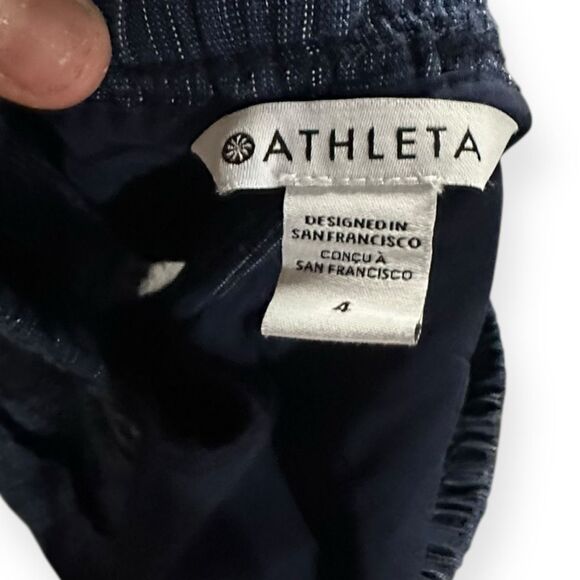 ATHLETA
DESIGNED IN
SAN FRANCISCO
CONÇU À
SAN FRANCISCO
4